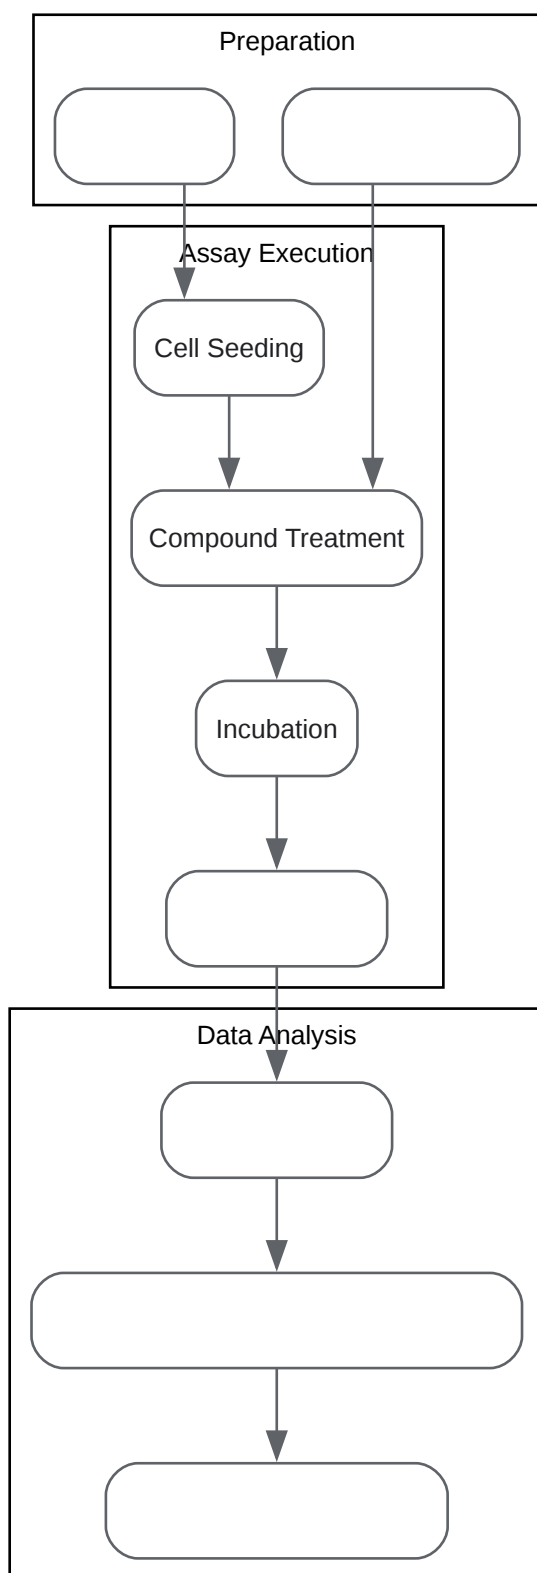 Preparation
Assay Execution
Cell Seeding
Compound Treatment
Incubation
Data Analysis